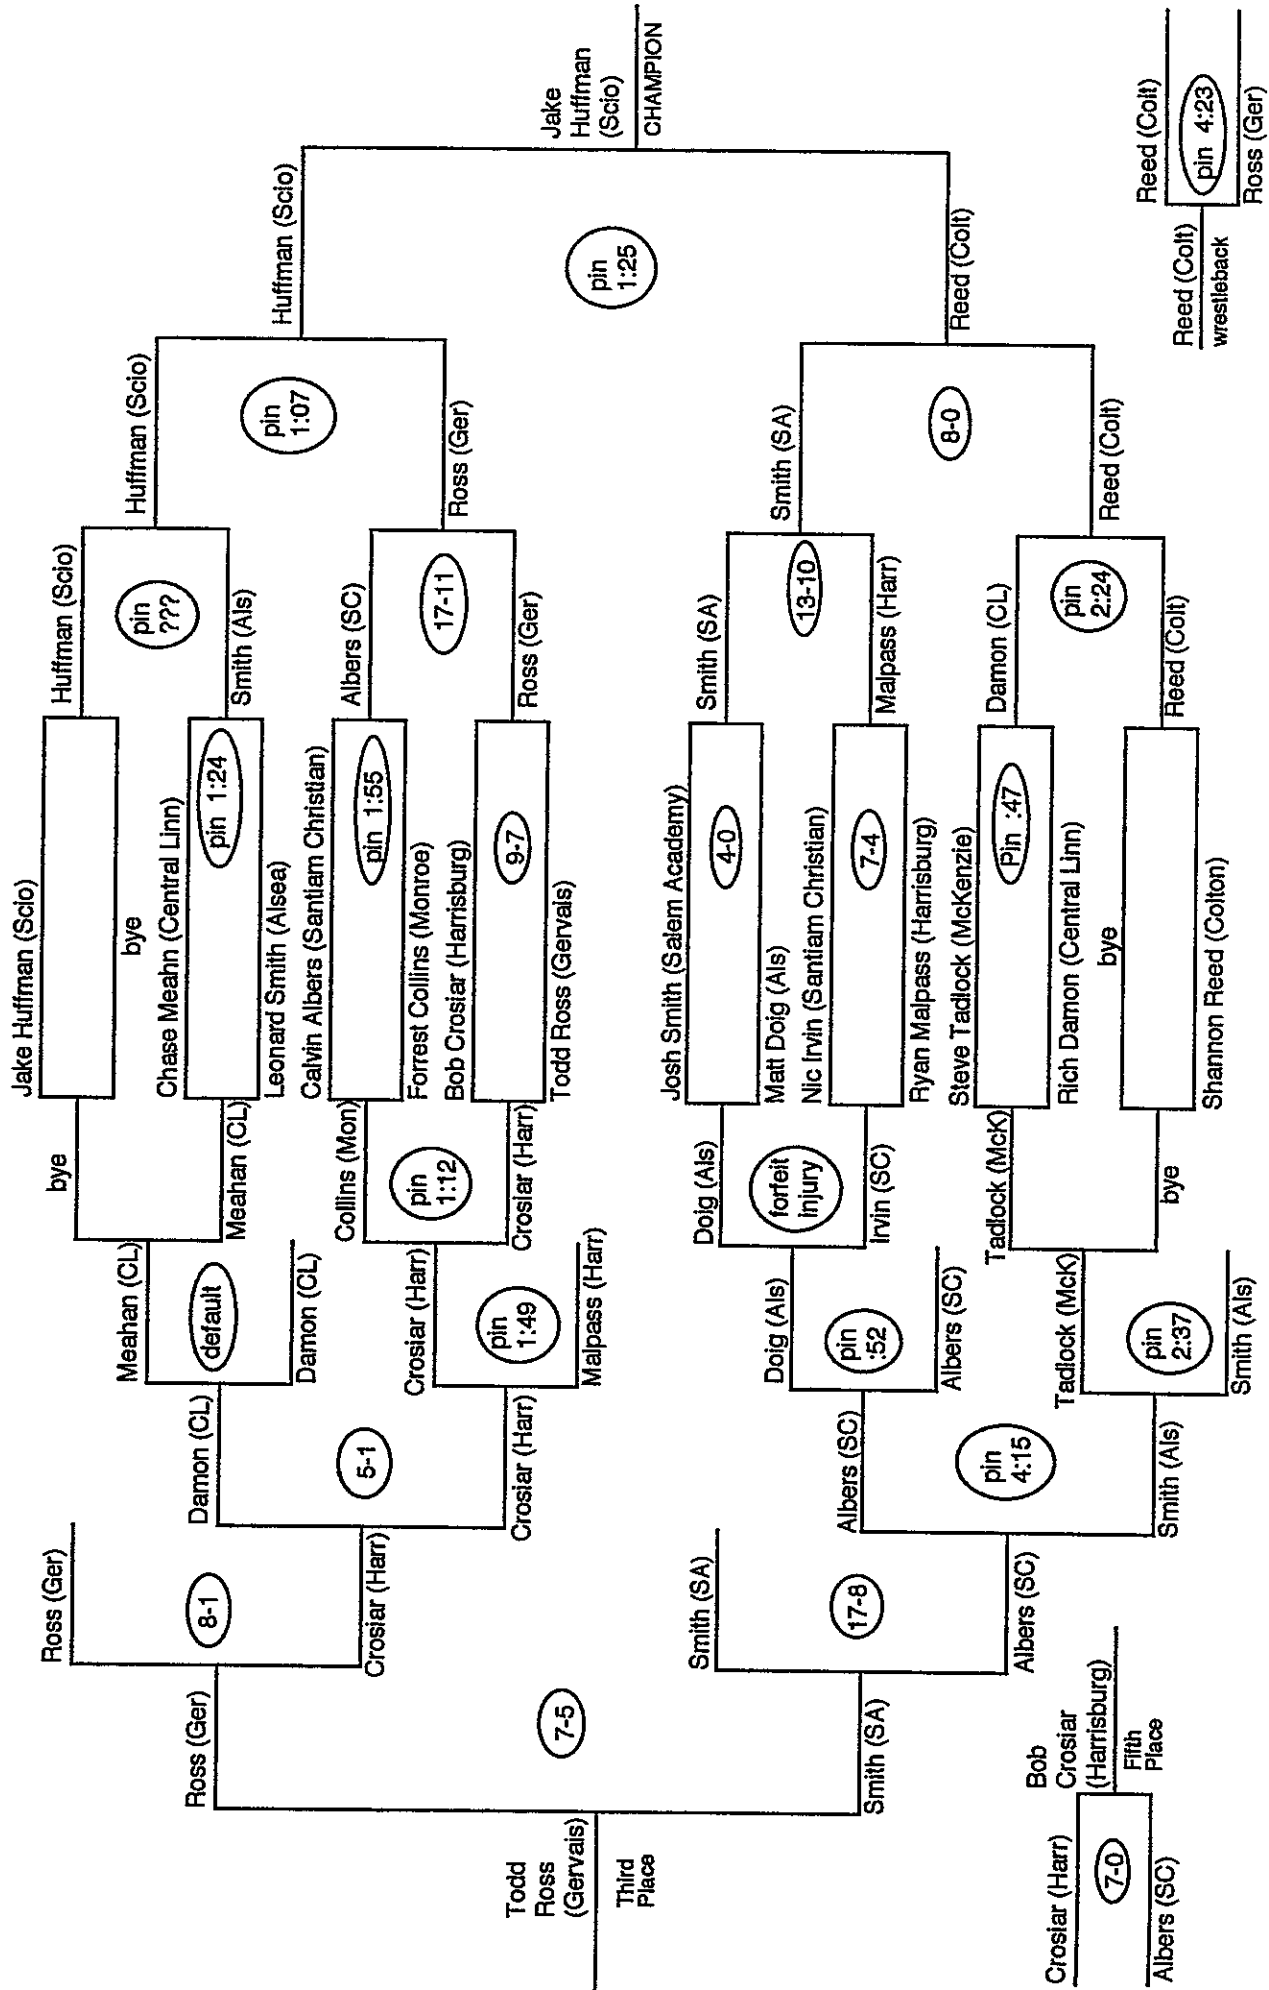 Jake Huffman (Scio)
bye
Chase Meahn (Central Linn)
pin 1:24
Leonard Smith (Alsea)
Calvin Albers (Santiam Christian)
pin 1:55
Forrest Collins (Monroe)
Bob Crosiar (Harrisburg)
9-7
Todd Ross (Gervais)
Josh Smith (Salem Academy)
4-0
Matt Doig (Als)
Nic Irvin (Santiam Christian)
7-4
Ryan Malpass (Harrisburg)
Steve Tadlock (McKenzie)
Pin :47
Rich Damon (Central Linn)
bye
Shannon Reed (Colton)
Huffman (Scio)
pin
???
Smith (Als)
Albers (SC)
17-11
Ross (Ger)
Smith (SA)
13-10
Malpass (Harr)
Damon (CL)
pin
2:24
Reed (Colt)
Huffman (Scio)
pin
1:07
Ross (Ger)
Smith (SA)
8-0
Reed (Colt)
Huffman (Scio)
pin
1:25
Reed (Colt)
Jake
Huffman
(Scio)
CHAMPION
Reed (Colt)
pin 4:23
Ross (Ger)
Reed (Colt)
wrestleback
bye
Meahan (CL)
Collins (Mon)
pin
1:12
Crosiar (Harr)
Doig (Als)
forfeit
injury
Irvin (SC)
Tadlock (McK)
bye
Meahan (CL)
default
Damon (CL)
Crosiar (Harr)
pin
1:49
Malpass (Harr)
Doig (Als)
pin
:52
Albers (SC)
Tadlock (McK)
pin
2:37
Smith (Als)
Damon (CL)
5-1
Crosiar (Harr)
Albers (SC)
pin
4:15
Smith (Als)
Ross (Ger)
8-1
Crosiar (Harr)
Smith (SA)
17-8
Albers (SC)
Ross (Ger)
7-5
Smith (SA)
Todd
Ross
(Gervais)
Third
Place
Crosiar (Harr)
7-0
Albers (SC)
Bob
Crosiar
(Harrisburg)
Fifth
Place